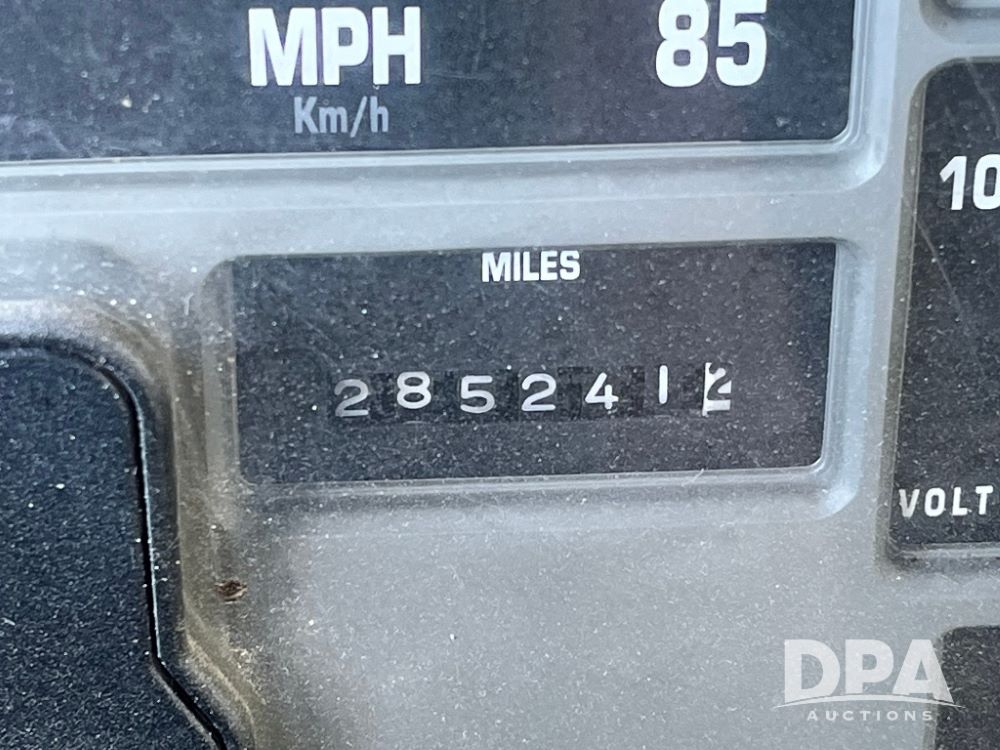 MPH 85
Km/h
10
MILES
2852412
VOLT
DPA
AUCTIONS